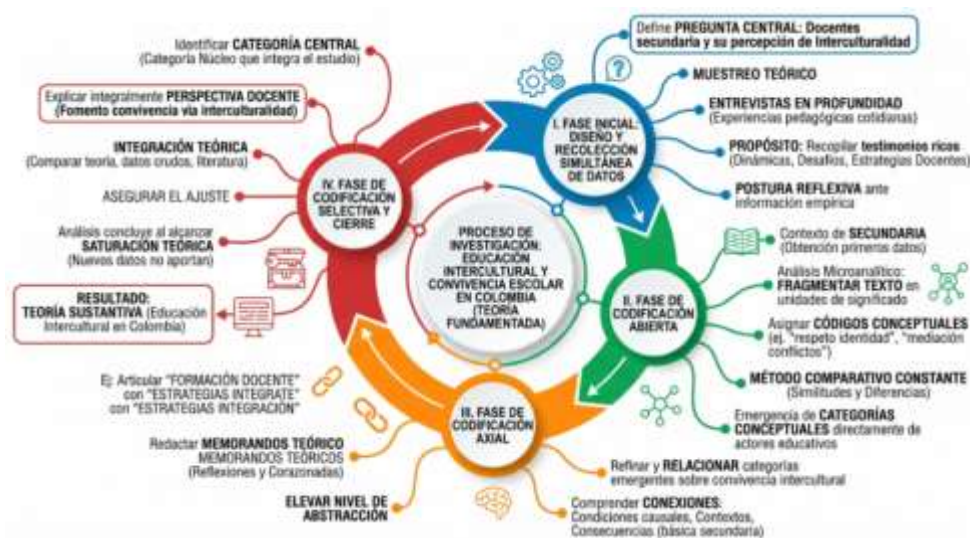 Define PREGUNTA CENTRAL: Docentes
secundaria y su percepción de Interculturalidad
MUESTREO TEÓRICO
ENTREVISTAS EN PROFUNDIDAD
(Experiencias pedagógicas cotidianas)
PROPÓSITO: Recopilar testimonios ricos
(Dinámicas, Desafíos, Estrategias Docentes)
POSTURA REFLEXIVA ante
información empírica
I. FASE INICIAL:
DISEÑO Y
RECOLECCIÓN
SIMULTÁNEA
DE DATOS
PROCESO DE
INVESTIGACIÓN:
EDUCACIÓN
INTERCULTURAL Y
CONVIVENCIA ESCOLAR
EN COLOMBIA
(TEORÍA
FUNDAMENTADA)
Contexto de SECUNDARIA
(Obtención primeros datos)
Análisis Microanalítico:
FRAGMENTAR TEXTO en
unidades de significado
Asignar CÓDIGOS CONCEPTUALES
(ej. "respeto identidad", "mediación
conflictos")
MÉTODO COMPARATIVO CONSTANTE
(Similitudes y Diferencias)
Emergencia de CATEGORÍAS
CONCEPTUALES directamente de
actores educativos
II. FASE DE
CODIFICACIÓN
ABIERTA
III. FASE DE
CODIFICACIÓN
AXIAL
Refinar y RELACIONAR categorías
emergentes sobre convivencia intercultural
Comprender CONEXIONES:
Condiciones causales, Contextos,
Consecuencias (básica secundaria)
Ej: Articular "FORMACIÓN DOCENTE"
con "ESTRATEGIAS INTEGRATE"
con "ESTRATEGIAS INTEGRACIÓN"
Redactar MEMORANDOS TEÓRICO
MEMORANDOS TEÓRICOS
(Reflexiones y Corazonadas)
ELEVAR NIVEL DE
ABSTRACCIÓN
IV. FASE DE
CODIFICACIÓN
SELECTIVA Y
CIERRE
Identificar CATEGORÍA CENTRAL
(Categoría Núcleo que integra el estudio)
Explicar integralmente PERSPECTIVA DOCENTE
(Fomento convivencia vía interculturalidad)
INTEGRACIÓN TEÓRICA
(Comparar teoría, datos crudos, literatura)
ASEGURAR EL AJUSTE
Análisis concluye al alcanzar
SATURACIÓN TEÓRICA
(Nuevos datos no aportan)
RESULTADO:
TEORÍA SUSTANTIVA (Educación
Intercultural en Colombia)